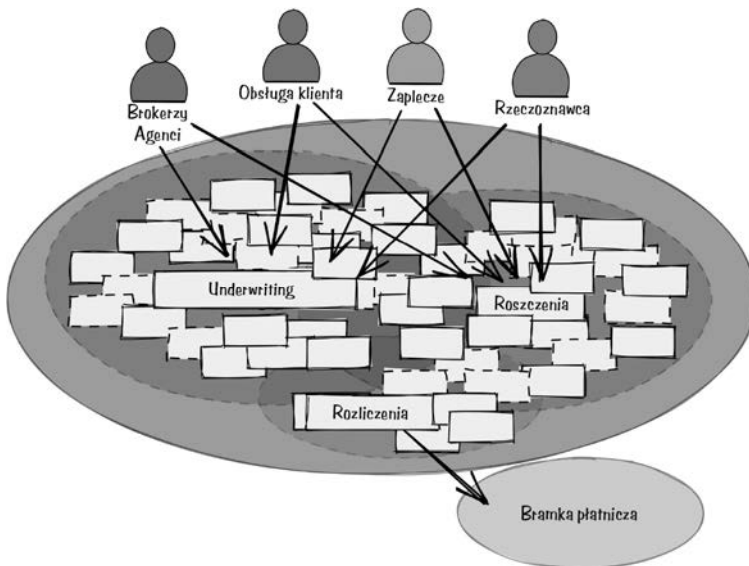 Brokerzy
Agenci
Obsługa klienta
Zaplecze
Rzeczoznawca
Underwriting
Roszczenia
Rozliczenia
Bramka płatnicza